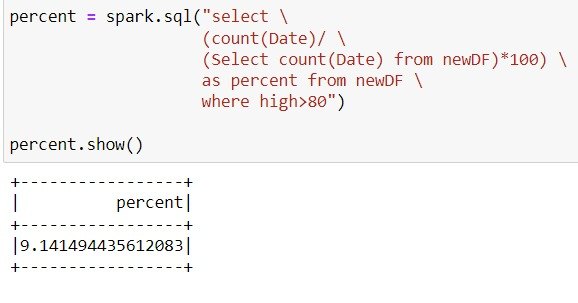 percent = spark.sql("select \
(count(Date)/ \
(Select count(Date) from newDF)*100) \
as percent from newDF \
where high>80")
percent.show()
+-----------------+
|          percent|
+-----------------+
|9.141494435612083|
+-----------------+